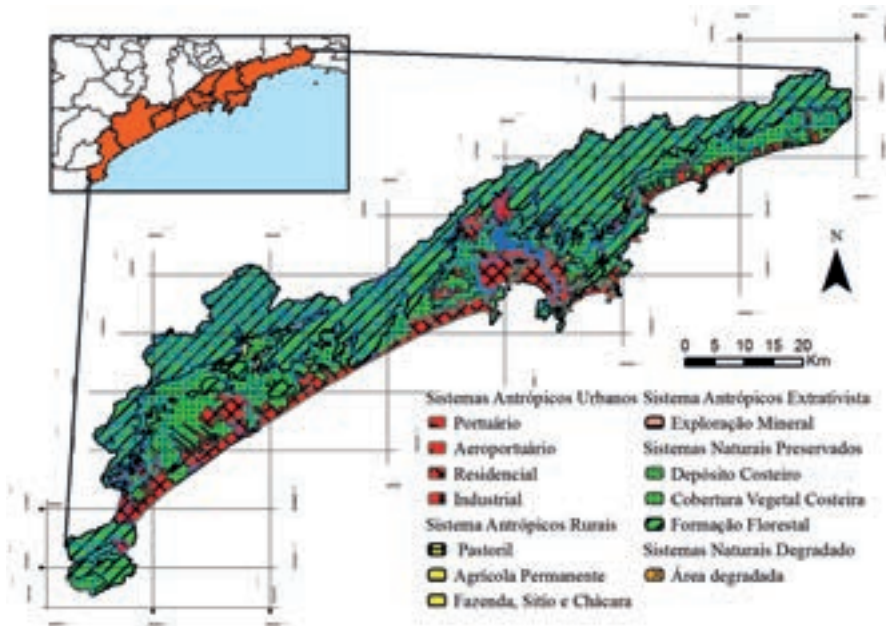 N
0 5 10 15 20
Km
Sistemas Antrópicos Urbanos
Portuário
Aeroportuário
Residencial
Industrial
Sistema Antrópicos Rurais
Pastoril
Agrícola Permanente
Fazenda, Sítio e Chácara
Sistema Antrópicos Extrativista
Exploração Mineral
Sistemas Naturais Preservados
Depósito Costeiro
Cobertura Vegetal Costeira
Formação Florestal
Sistemas Naturais Degradado
Área degradada